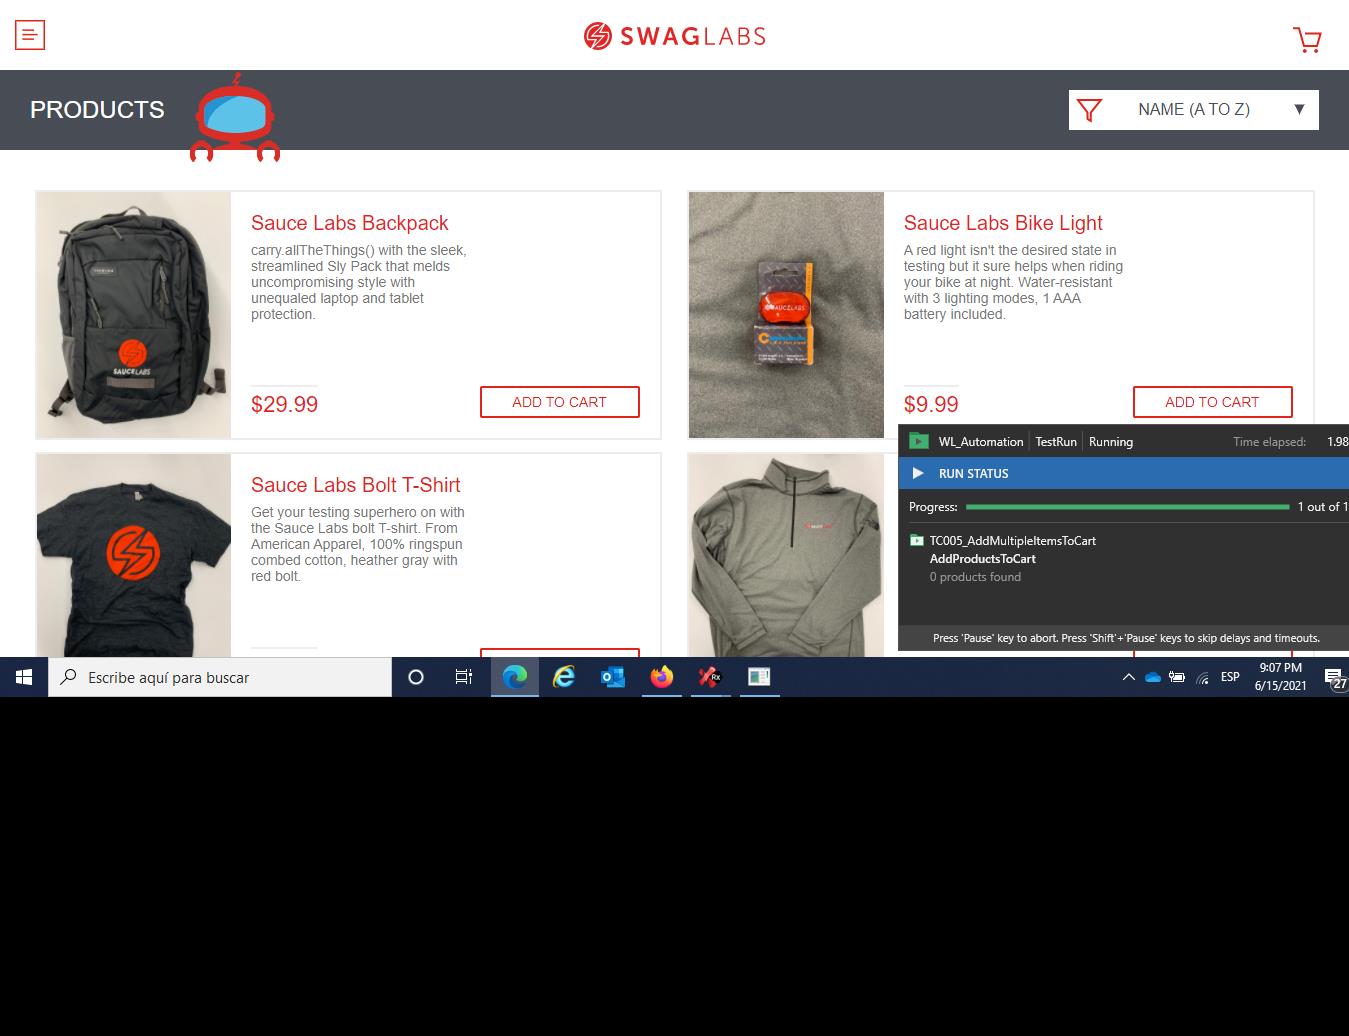 SWAGLABS
PRODUCTS
NAME (A TO Z)
Sauce Labs Backpack
carry.allTheThings() with the sleek,
streamlined Sly Pack that melds
uncompromising style with
unequaled laptop and tablet
protection.
$29.99
ADD TO CART
SAUCELABS
Sauce Labs Bike Light
A red light isn't the desired state in
testing but it sure helps when riding
your bike at night. Water-resistant
with 3 lighting modes, 1 AAA
battery included.
$9.99
ADD TO CART
SAUCELABS
Sauce Labs Bolt T-Shirt
Get your testing superhero on with
the Sauce Labs bolt T-shirt. From
American Apparel, 100% ringspun
combed cotton, heather gray with
red bolt.
WL_Automation TestRun Running Time elapsed: 1.98
RUN STATUS
Progress: 1 out of 1
TC005_AddMultipleItemsToCart
AddProductsToCart
0 products found
Press 'Pause' key to abort. Press 'Shift'+'Pause' keys to skip delays and timeouts.
Escribe aquí para buscar
Rx
ESP
9:07 PM
6/15/2021
27